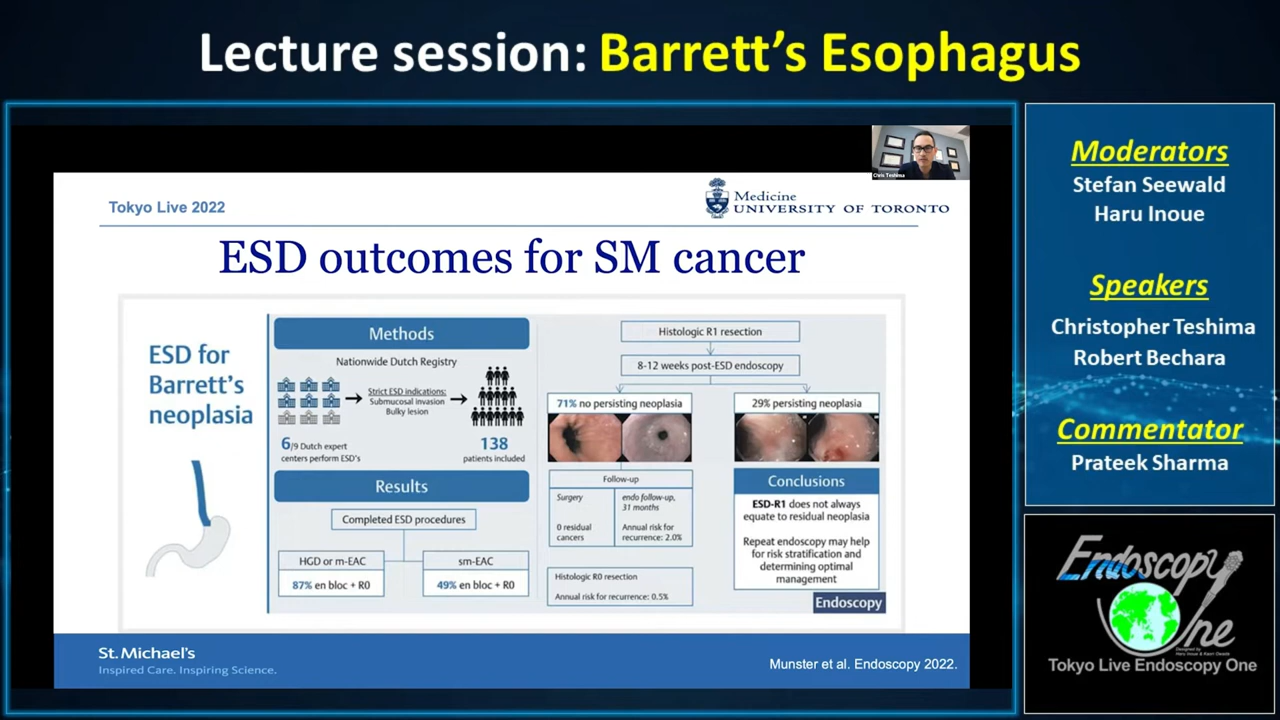 Lecture session: Barrett's Esophagus
Chris Teshima
Tokyo Live 2022
Medicine
UNIVERSITY OF TORONTO
ESD outcomes for SM cancer
ESD for
Barrett's
neoplasia
Methods
Nationwide Dutch Registry
Strict ESD indications:
Submucosal invasion
Bulky lesion
6/9 Dutch expert
centers perform ESD's
138
patients included
Results
Completed ESD procedures
HGD or m-EAC
87% en bloc + R0
sm-EAC
49% en bloc + R0
Histologic R1 resection
8-12 weeks post-ESD endoscopy
71% no persisting neoplasia
29% persisting neoplasia
Follow-up
Surgery
0 residual
cancers
endo follow-up,
31 months
Annual risk for
recurrence: 2.0%
Histologic R0 resection
Annual risk for recurrence: 0.5%
Conclusions
ESD-R1 does not always
equate to residual neoplasia
Repeat endoscopy may help
for risk stratification and
determining optimal
management
Endoscopy
St. Michael's
Inspired Care. Inspiring Science.
Munster et al. Endoscopy 2022.
Moderators
Stefan Seewald
Haru Inoue
Speakers
Christopher Teshima
Robert Bechara
Commentator
Prateek Sharma
Endoscopy
One
Tokyo Live Endoscopy One